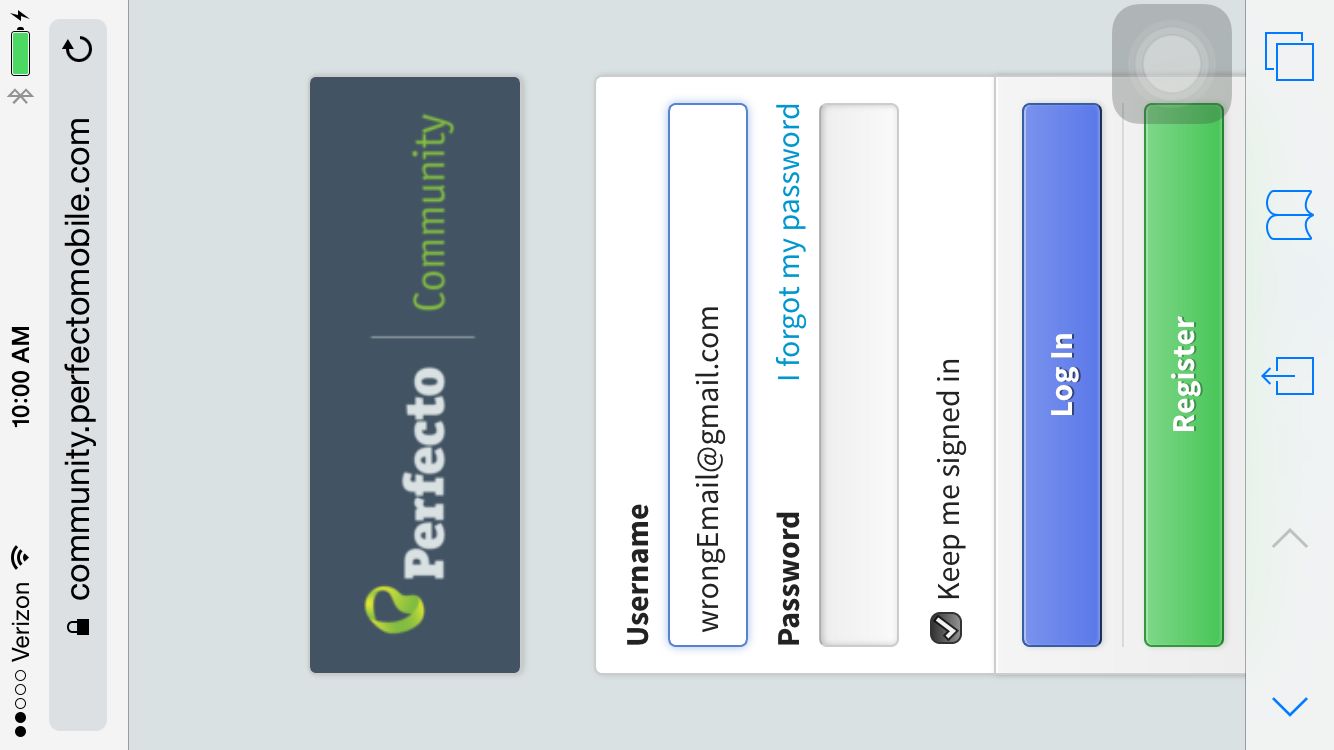 Verizon 10:00 AM
community.perfectomobile.com
Perfecto Community
Username
wrongEmail@gmail.com
Password I forgot my password
Keep me signed in
Log In
Register